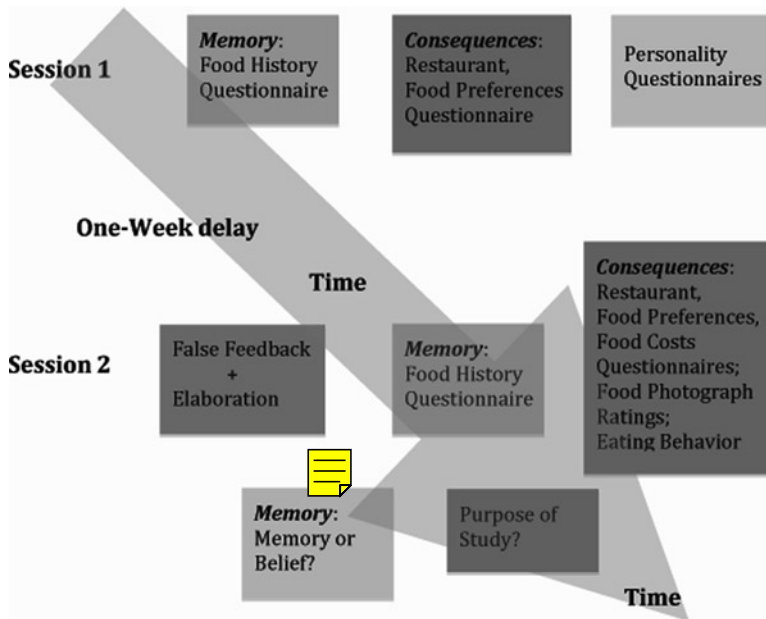 Session 1
Memory:
Food History
Questionnaire
Consequences:
Restaurant,
Food Preferences
Questionnaire
Personality
Questionnaires
One-Week delay
Time
Session 2
False Feedback
+
Elaboration
Memory:
Food History
Questionnaire
Consequences:
Restaurant,
Food Preferences,
Food Costs
Questionnaires;
Food Photograph
Ratings;
Eating Behavior
Memory:
Memory or
Belief?
Purpose of
Study?
Time